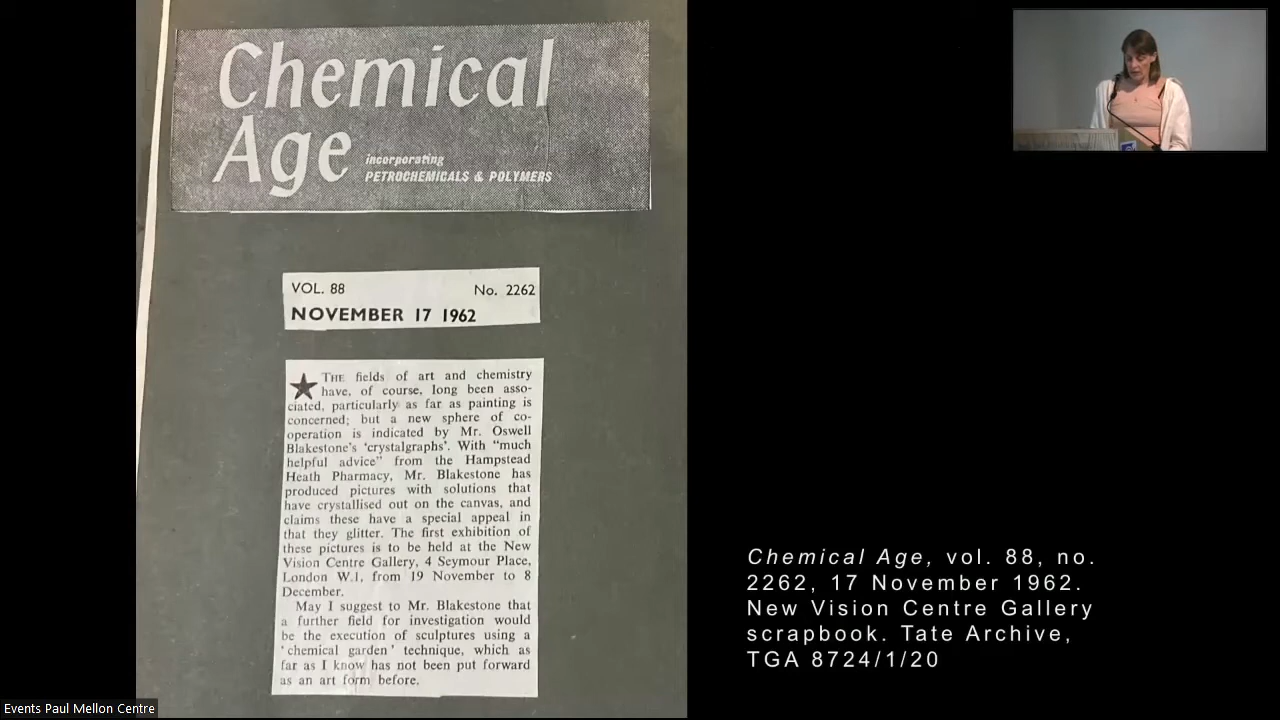 Chemical
Age
incorporating
PETROCHEMICALS & POLYMERS
VOL. 88 No. 2262
NOVEMBER 17 1962
THE fields of art and chemistry
have, of course, long been asso-
ciated, particularly as far as painting is
concerned; but a new sphere of co-
operation is indicated by Mr. Oswell
Blakestone's 'crystalgraphs'. With "much
helpful advice" from the Hampstead
Heath Pharmacy, Mr. Blakestone has
produced pictures with solutions that
have crystallised out on the canvas, and
claims these have a special appeal in
that they glitter. The first exhibition of
these pictures is to be held at the New
Vision Centre Gallery, 4 Seymour Place,
London W.1, from 19 November to 8
December.
May I suggest to Mr. Blakestone that
a further field for investigation would
be the execution of sculptures using a
'chemical garden' technique, which as
far as I know has not been put forward
as an art form before.
Chemical Age, vol. 88, no.
2262, 17 November 1962.
New Vision Centre Gallery
scrapbook. Tate Archive,
TGA 8724/1/20
Events Paul Mellon Centre